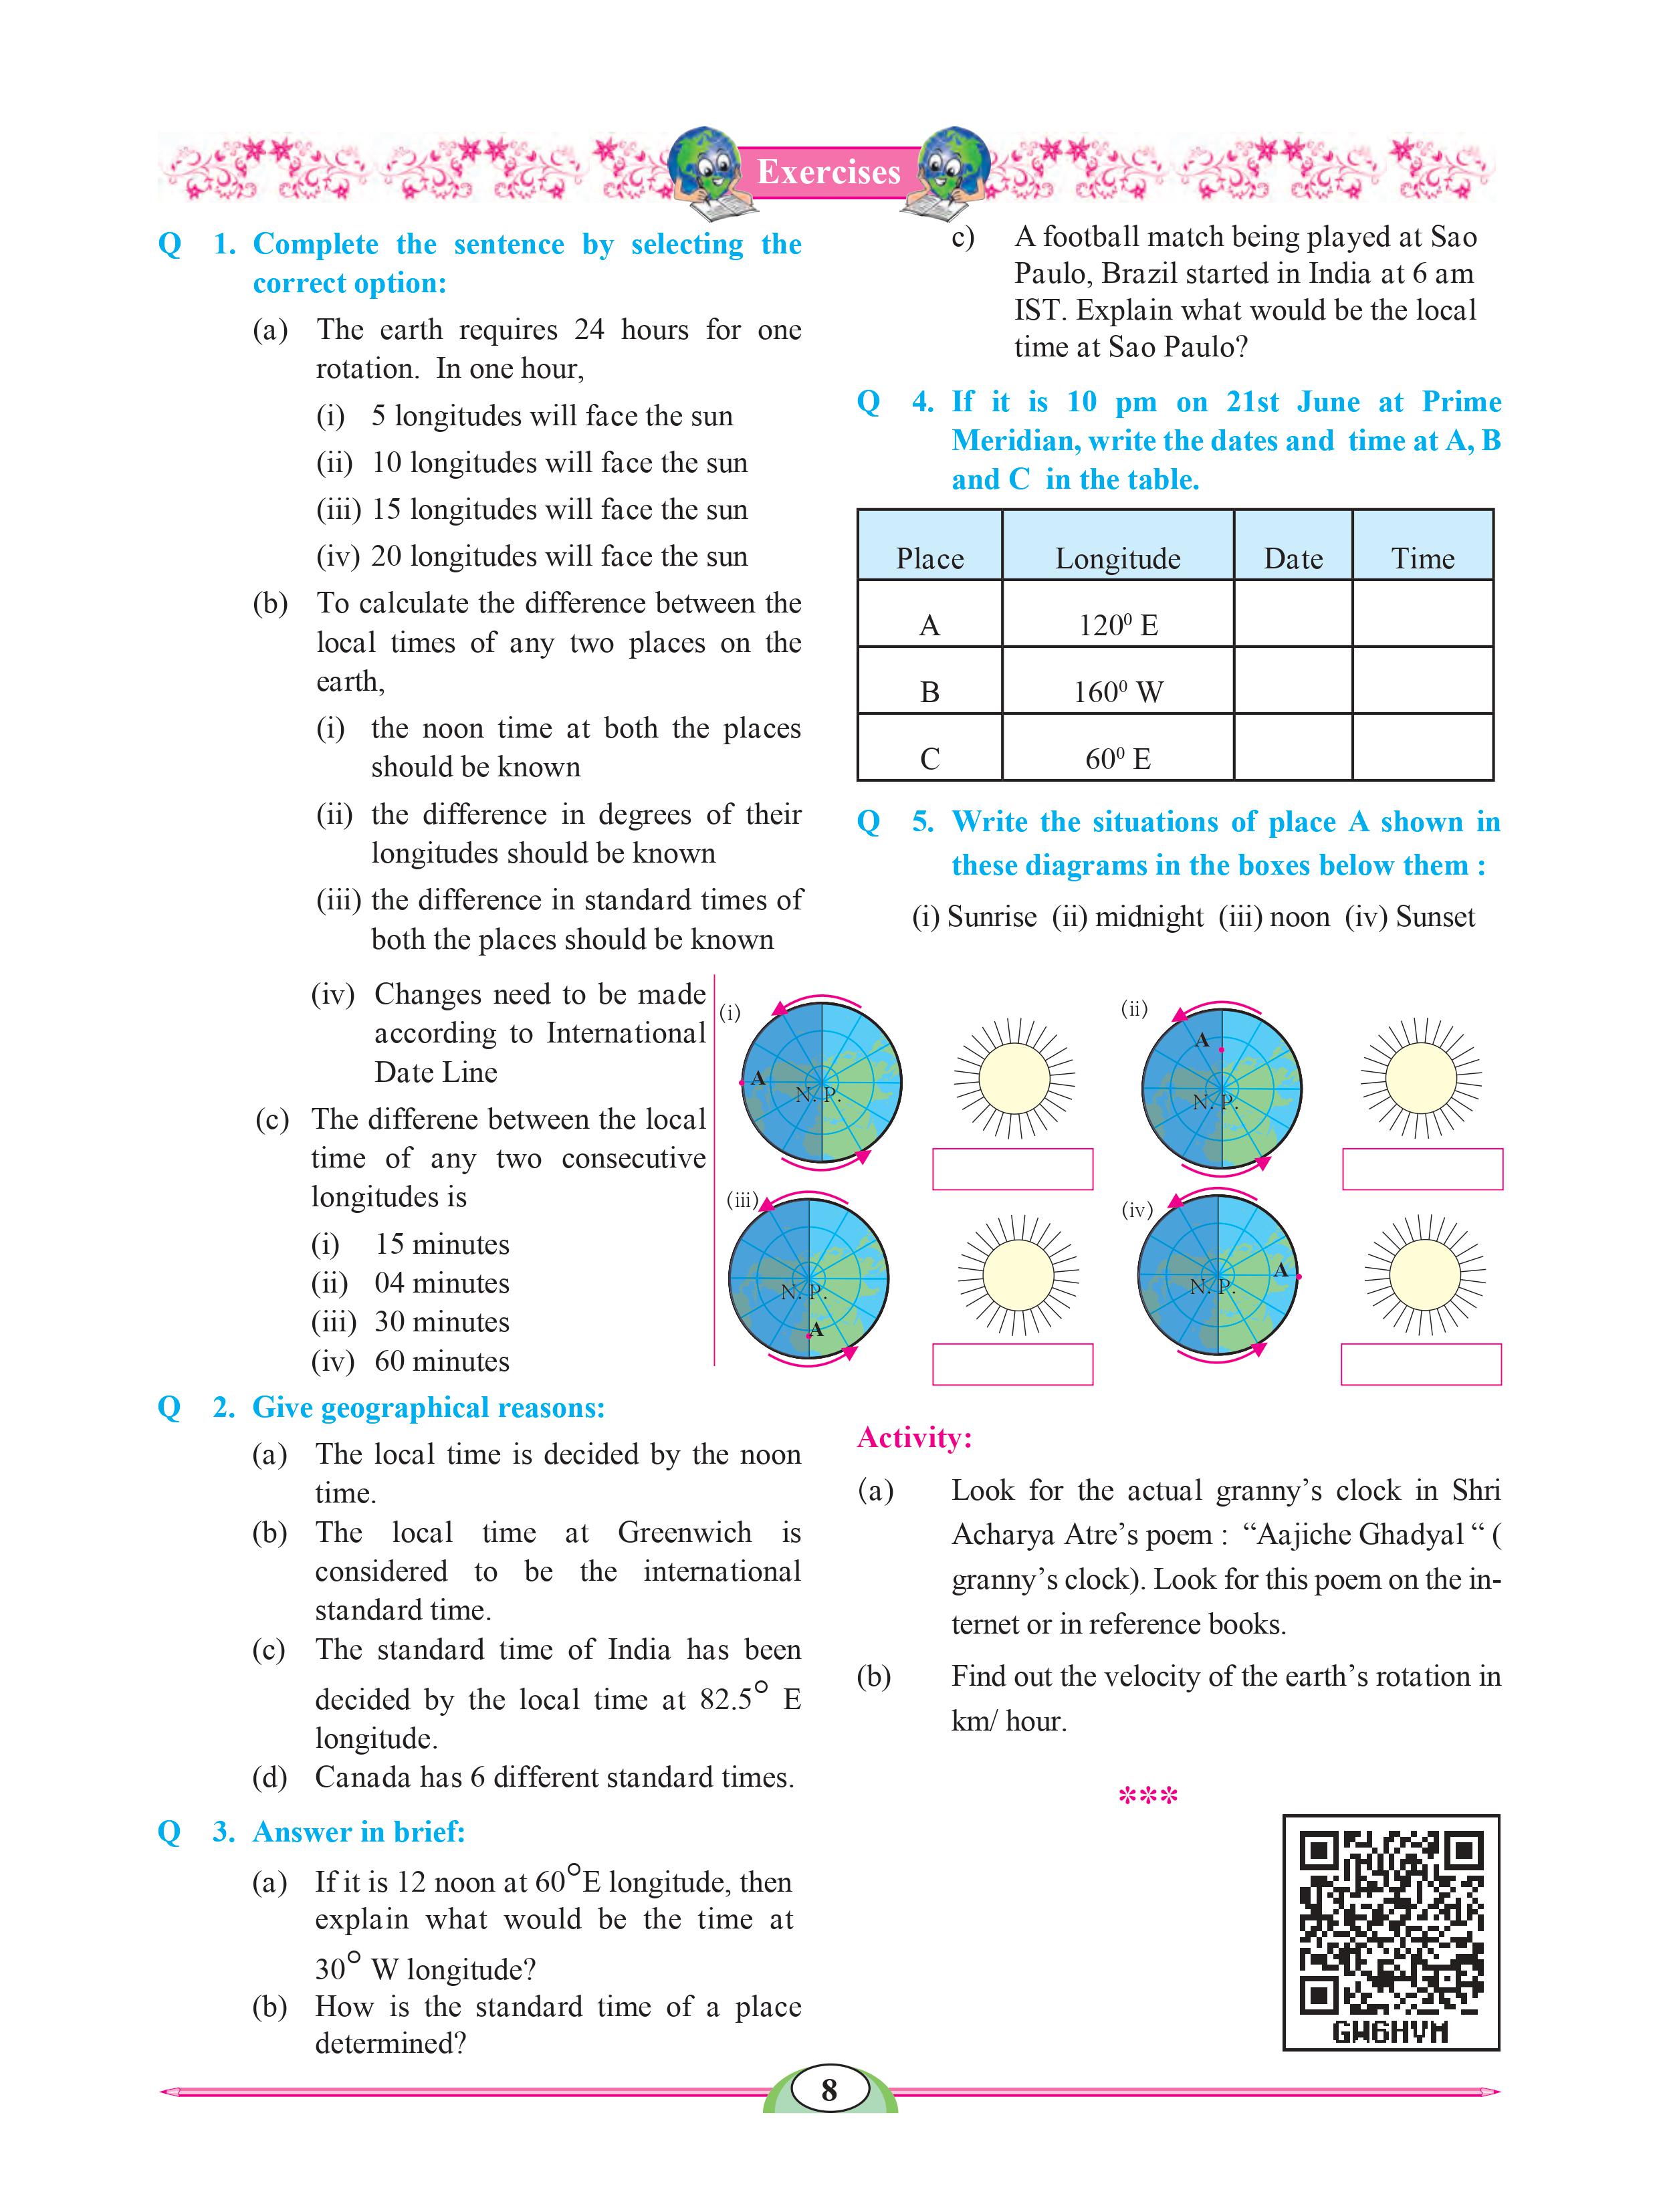 Exercises
Q 1. Complete the sentence by selecting the
correct option:
(a) The earth requires 24 hours for one
rotation. In one hour,
(i) 5 longitudes will face the sun
(ii) 10 longitudes will face the sun
(iii) 15 longitudes will face the sun
(iv) 20 longitudes will face the sun
(b) To calculate the difference between the
local times of any two places on the
earth,
(i) the noon time at both the places
should be known
(ii) the difference in degrees of their
longitudes should be known
(iii) the difference in standard times of
both the places should be known
(iv) Changes need to be made
according to International
Date Line
(c) The differene between the local
time of any two consecutive
longitudes is
(i) 15 minutes
(ii) 04 minutes
(iii) 30 minutes
(iv) 60 minutes
Q 2. Give geographical reasons:
(a) The local time is decided by the noon
time.
(b) The local time at Greenwich is
considered to be the international
standard time.
(c) The standard time of India has been
decided by the local time at 82.5° E
longitude.
(d) Canada has 6 different standard times.
Q 3. Answer in brief:
(a) If it is 12 noon at 60°E longitude, then
explain what would be the time at
30° W longitude?
(b) How is the standard time of a place
determined?
c) A football match being played at Sao
Paulo, Brazil started in India at 6 am
IST. Explain what would be the local
time at Sao Paulo?
Q 4. If it is 10 pm on 21st June at Prime
Meridian, write the dates and time at A, B
and C in the table.
Place Longitude Date Time
A 120⁰ E
B 160⁰ W
C 60⁰ E
Q 5. Write the situations of place A shown in
these diagrams in the boxes below them :
(i) Sunrise (ii) midnight (iii) noon (iv) Sunset
(i)
A
N. P.
(ii)
A
N. P.
(iii)
N. P.
A
(iv)
A
N. P.
Activity:
(a) Look for the actual granny’s clock in Shri
Acharya Atre’s poem : “Aajiche Ghadyal “ (
granny’s clock). Look for this poem on the in-
ternet or in reference books.
(b) Find out the velocity of the earth’s rotation in
km/ hour.
***
GW6HVM
8